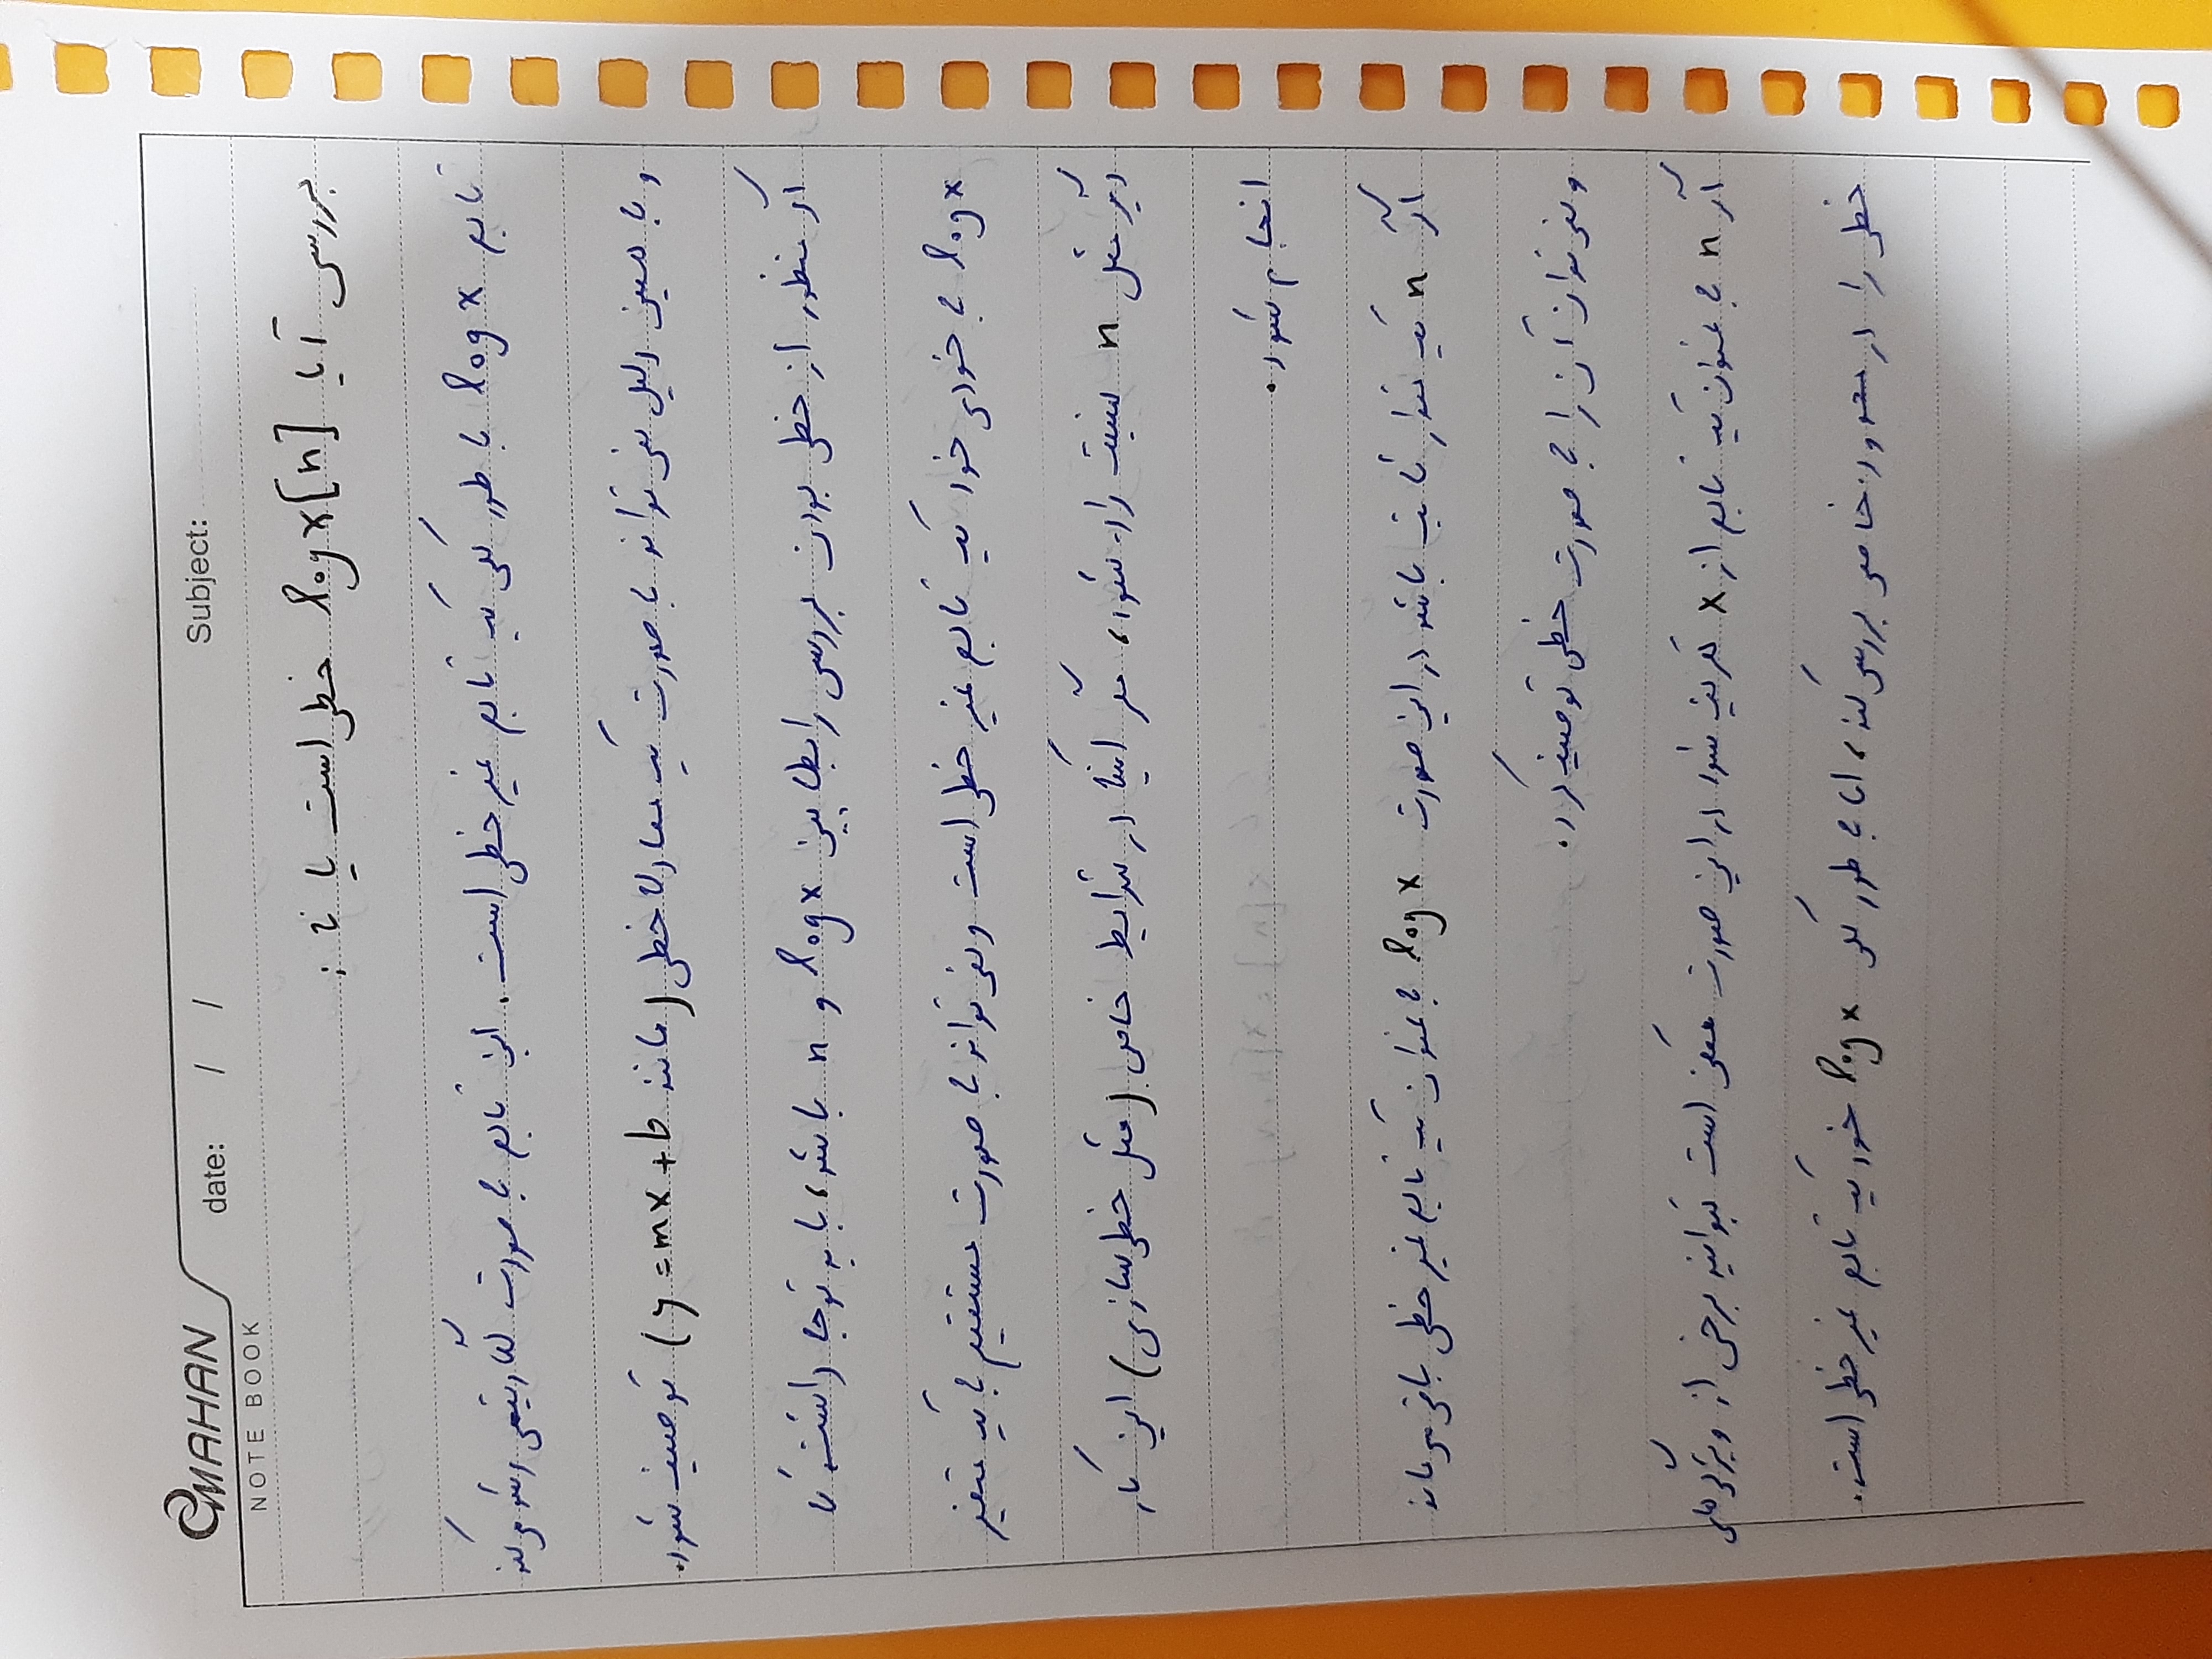 MAHAN
NOTE BOOK
date: / /
Subject:
بررسی آیا log x[n] خطی است یا نه :
تابع log x به طور کلی یک تابع غیر خطی است. این تابع به صورت لگاریتمی رشد می کند
و به همین دلیل نمی تواند به صورت یک معادله خطی (مانند y = mx + b) توصیف شود.
اگر منظور از خطی بودن بررسی رابطه بین log x و n باشد، باید توجه داشت که
log x به خودی خود یک تابع غیر خطی است و نمی تواند به صورت مستقیم به یک متغیر
دیگر مثل n نسبت داده شود، مگر اینکه در شرایط خاص (مثل خطی سازی) این کار
انجام شود.
اگر n یک مقدار ثابت باشد در این صورت log x به عنوان یک تابع غیر خطی باقی می ماند
و نمی توان آن را به صورت خطی توصیف کرد.
اگر n به عنوان یک تابع از x تعریف شود در این صورت ممکن است بتوانیم برخی از ویژگی های
خطی را در محدوده خاصی بررسی کند، اما به طور کلی log x خود یک تابع غیر خطی است.